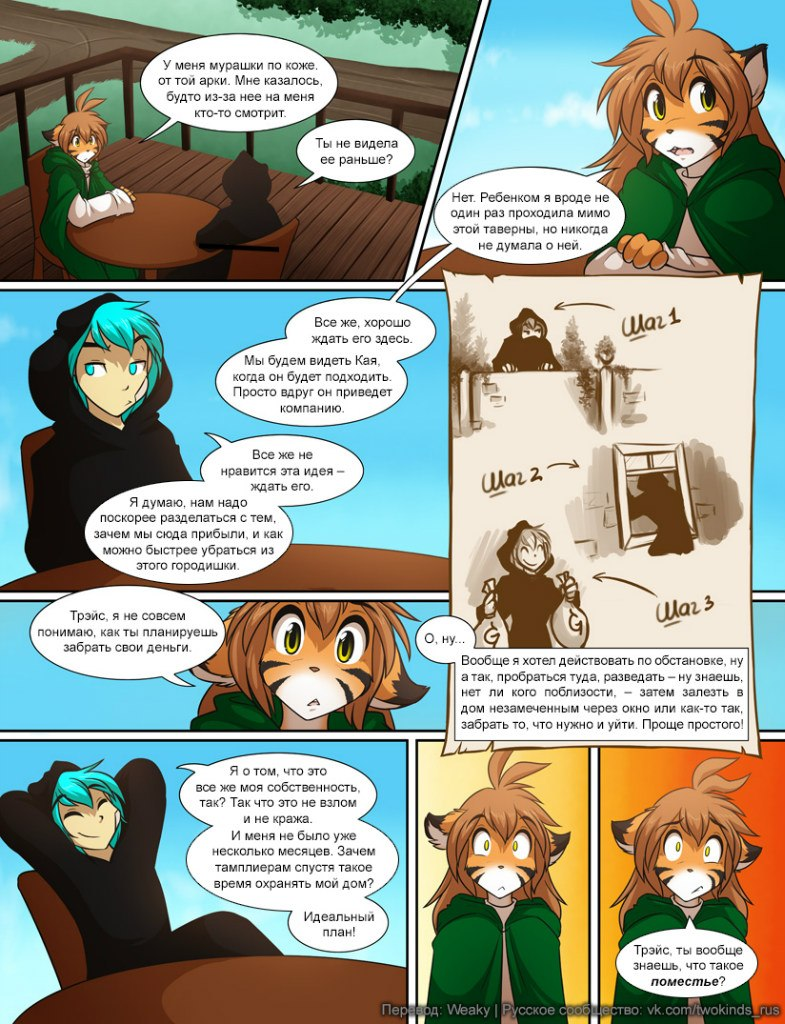 У меня мурашки по коже.
от той арки. Мне казалось,
будто из-за нее на меня
кто-то смотрит.
Ты не видела
ее раньше?
Нет. Ребенком я вроде не
один раз проходила мимо
этой таверны, но никогда
не думала о ней.
Все же, хорошо
ждать его здесь.
Мы будем видеть Кая,
когда он будет подходить.
Просто вдруг он приведет
компанию.
Все же не
нравится эта идея –
ждать его.
Я думаю, нам надо
поскорее разделаться с тем,
зачем мы сюда прибыли, и как
можно быстрее убраться из
этого городишки.
Трэйс, я не совсем
понимаю, как ты планируешь
забрать свои деньги.
О, ну...
Шаг 1
Шаг 2
Шаг 3
G
G
Вообще я хотел действовать по обстановке, ну
а так, пробраться туда, разведать – ну знаешь,
нет ли кого поблизости, – затем залезть в
дом незамеченным через окно или как-то так,
забрать то, что нужно и уйти. Проще простого!
Я о том, что это
все же моя собственность,
так? Так что это не взлом
и не кража.
И меня не было уже
несколько месяцев. Зачем
тамплиерам спустя такое
время охранять мой дом?
Идеальный
план!
Трэйс, ты вообще
знаешь, что такое
поместье?
Перевод: Weaky | Русское сообщество: vk.com/twokinds_rus